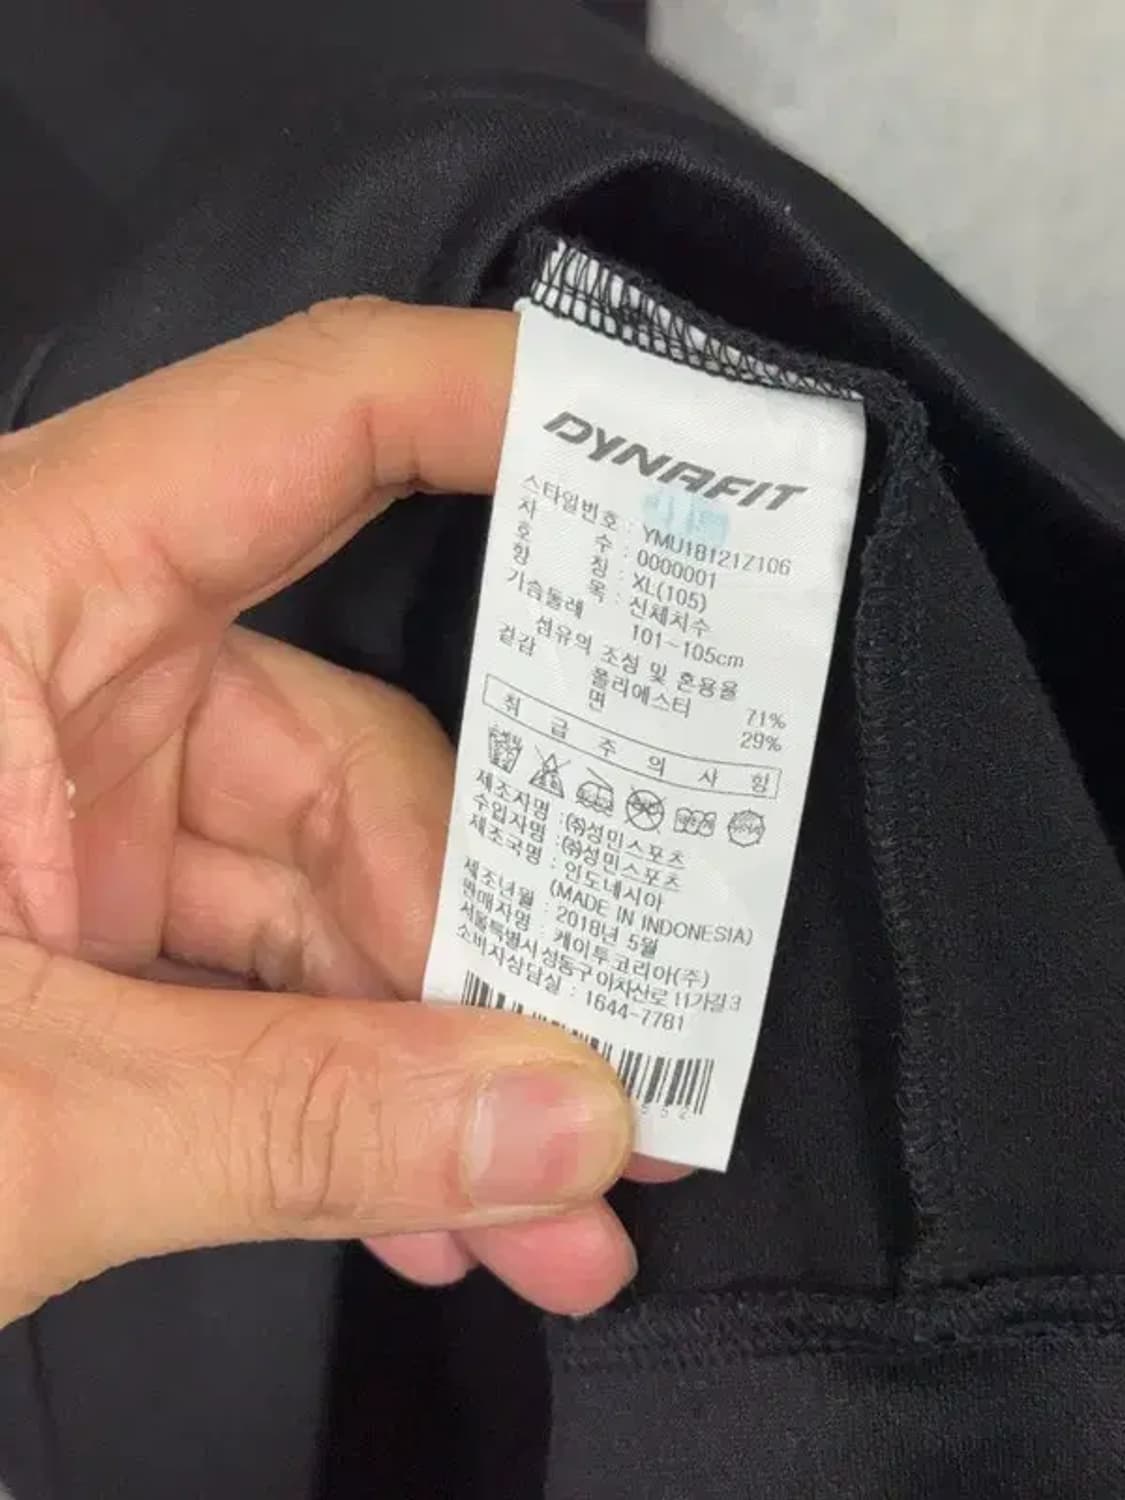 DYNAFIT
스타일번호 : YMU18121Z106
차 수 : 0000001
호 칭 : XL(105)
항 목 : 신체치수
가슴둘레 101~105cm
섬유의 조성 및 혼용율
겉감 폴리에스터 71%
면 29%
취 급 주 의 사 항
제조자명 : ㈜성민스포츠
수입자명 : ㈜성민스포츠
제조국명 : 인도네시아
(MADE IN INDONESIA)
제조년월 : 2018년 5월
판매자명 : 케이투코리아(주)
서울특별시 성동구 아차산로 11가길 3
소비자상담실 : 1644-7781